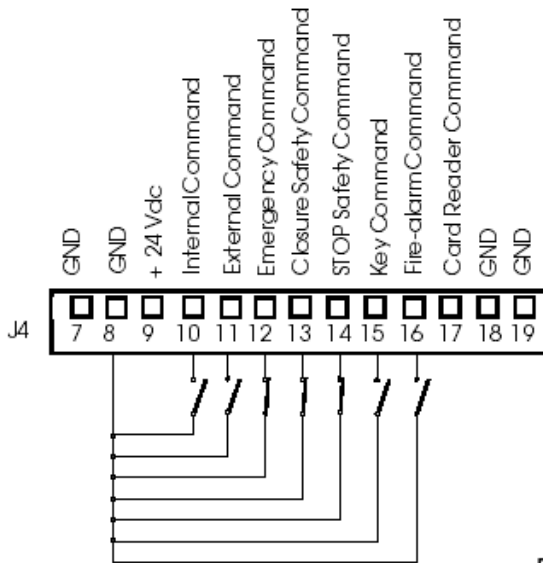 GND
GND
+ 24 Vdc
Internal Command
External Command
Emergency Command
Closure Safety Command
STOP Safety Command
Key Command
Fire-alarm Command
Card Reader Command
GND
GND
J4
7 8 9 10 11 12 13 14 15 16 17 18 19